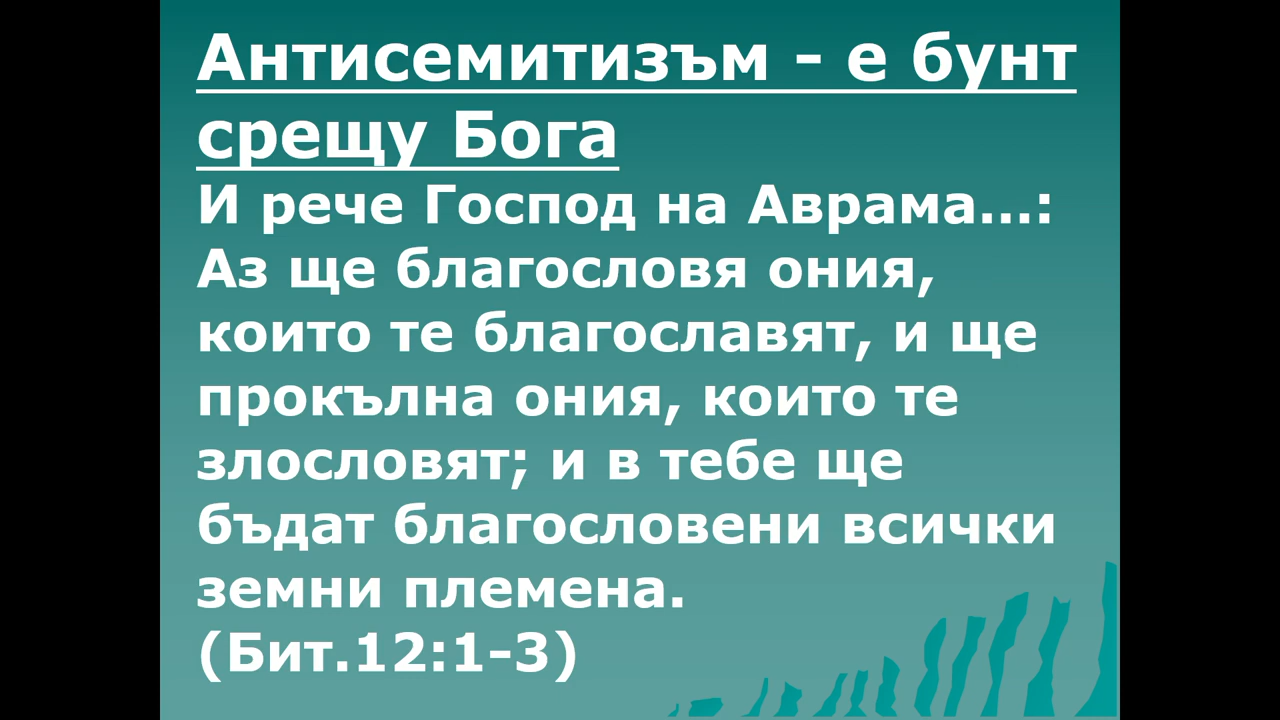 Антисемитизъм - е бунт
срещу Бога
И рече Господ на Аврама...:
Аз ще благословя ония,
които те благославят, и ще
прокълна ония, които те
злословят; и в тебе ще
бъдат благословени всички
земни племена.
(Бит.12:1-3)